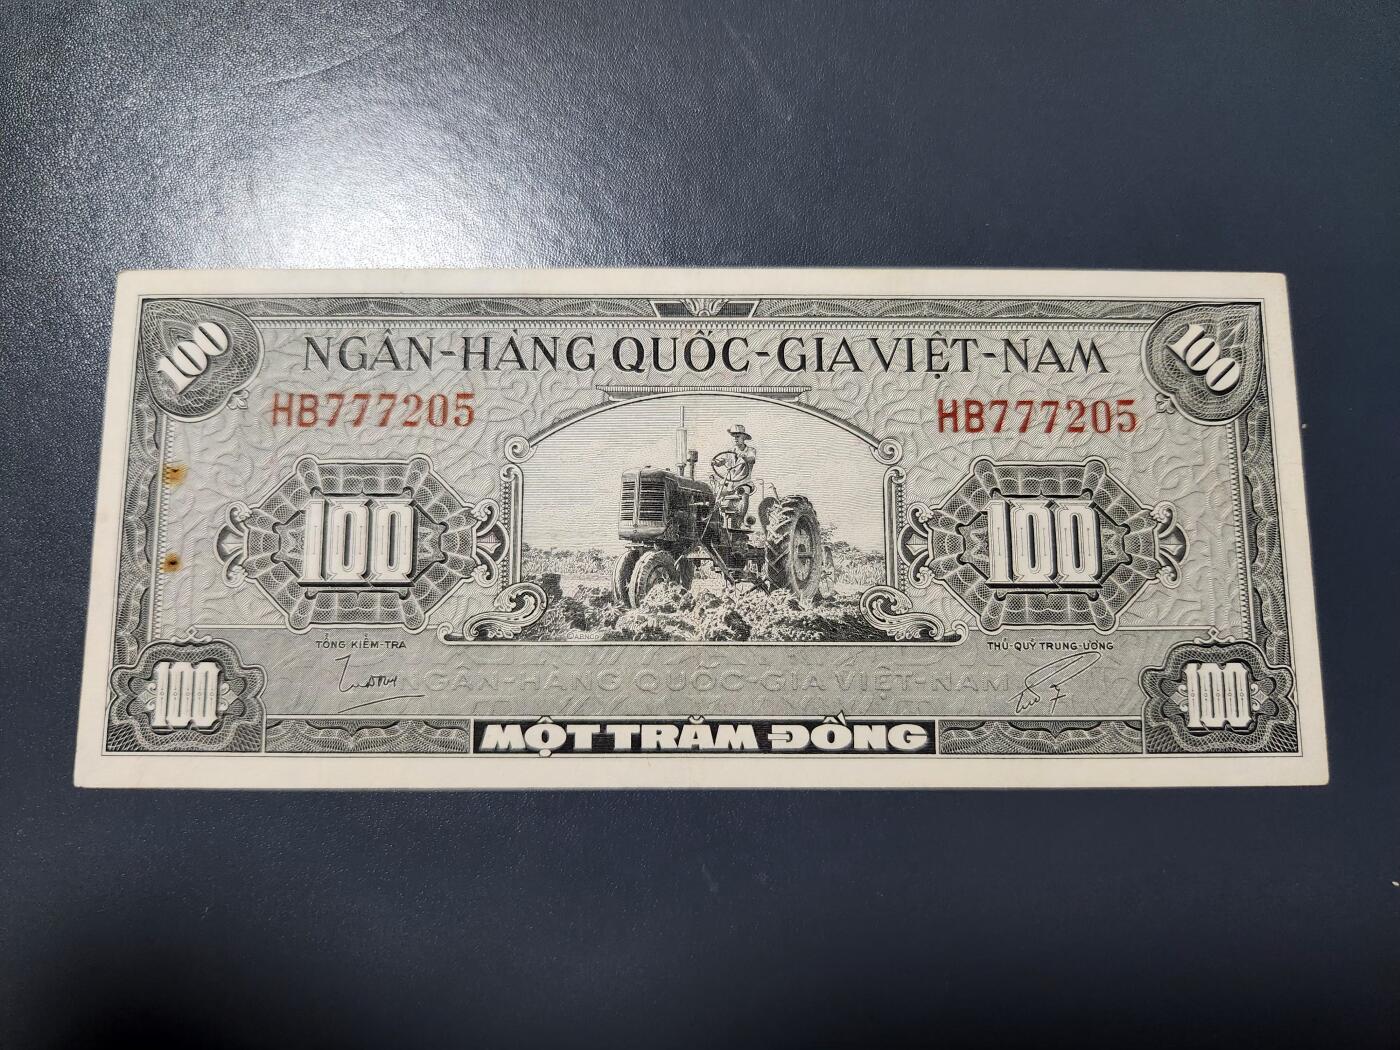 100
100
NGÂN-HÀNG QUỐC-GIA VIỆT-NAM
HB777205
HB777205
100
100
©ABNCo
TỔNG KIỂM-TRA
THỦ-QUỸ TRUNG-ƯƠNG
NGÂN-HÀNG QUỐC-GIA VIỆT-NAM
100
100
MỘT TRĂM ĐỒNG